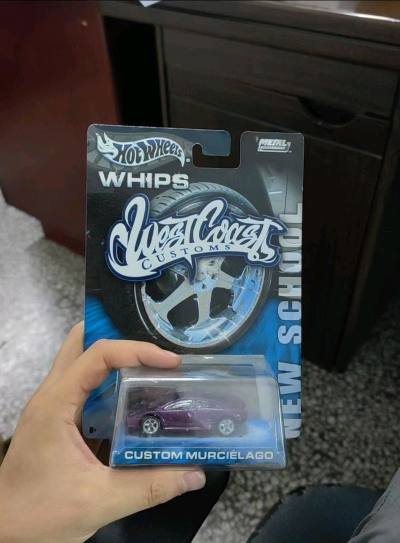 HOT WHEELS
METAL
WHIPS
West Coast
CUSTOMS
NEW SCHOOL
CUSTOM MURCIÉLAGO